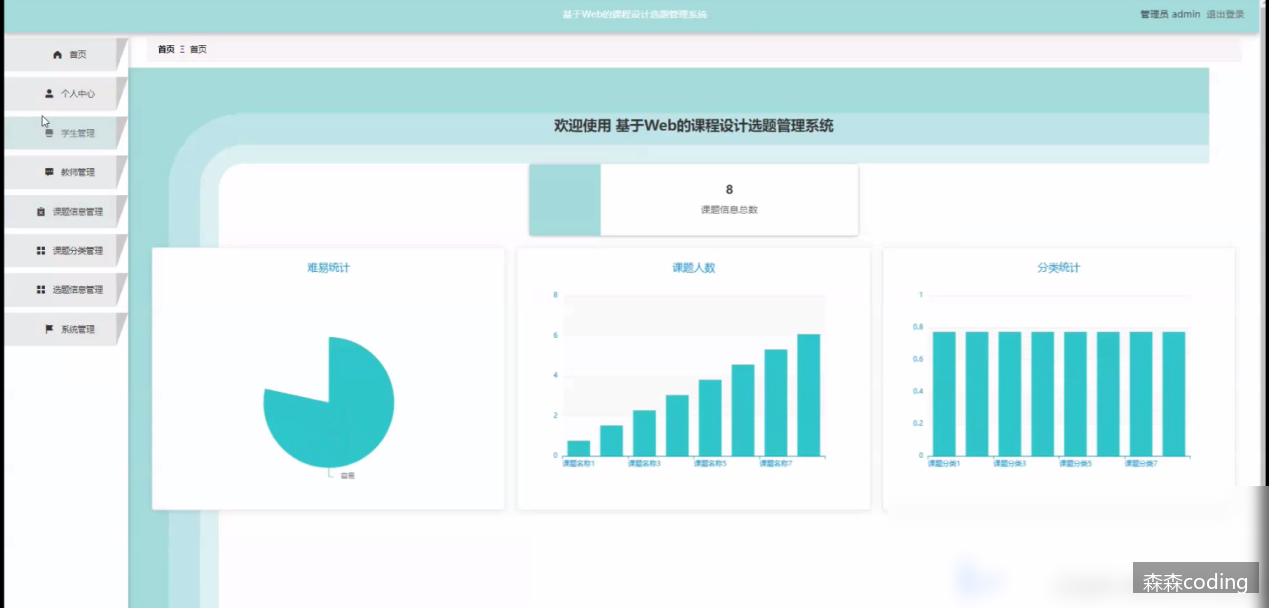 基于Web的课程设计选题管理系统
管理员 admin 退出登录
首页
个人中心
学生管理
教师管理
课题信息管理
课题分类管理
选题信息管理
系统管理
首页 Ξ 首页
欢迎使用 基于Web的课程设计选题管理系统
8
课题信息总数
难易统计
容易
课题人数
8
6
4
2
0
课题名称1 课题名称3 课题名称5 课题名称7
分类统计
1
0.8
0.6
0.4
0.2
0
课题分类1 课题分类3 课题分类5 课题分类7
森森coding